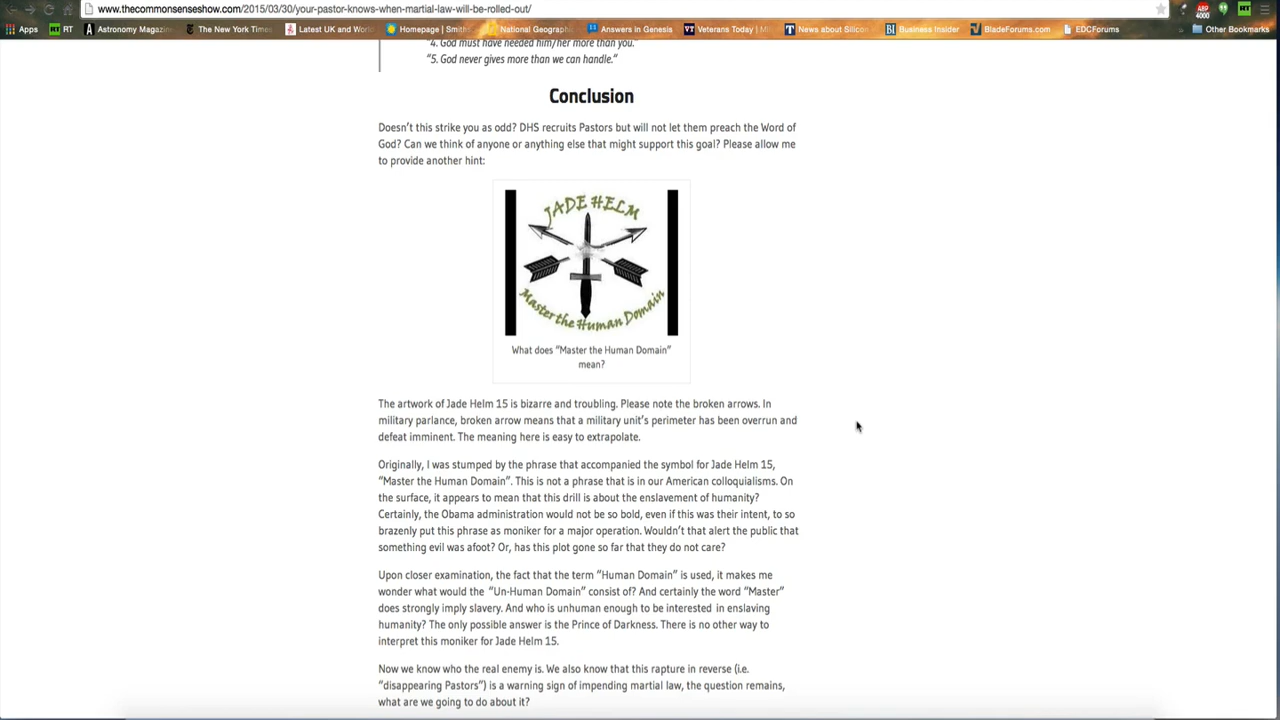 www.thecommonsenseshow.com/2015/03/30/your-pastor-knows-when-martial-law-will-be-rolled-out/
ABP
4000
RT
Apps RT Astronomy Magazin The New York Times Latest UK and World Homepage | Smiths National Geograph Answers in Genesis Veterans Today | Mi News about Silicon Business Insider BladeForums.com EDCForums Other Bookmarks
"4. God must have needed him/her more than you."
"5. God never gives more than we can handle."
Conclusion
Doesn't this strike you as odd? DHS recruits Pastors but will not let them preach the Word of
God? Can we think of anyone or anything else that might support this goal? Please allow me
to provide another hint:
JADE HELM
Master the Human Domain
What does "Master the Human Domain"
mean?
The artwork of Jade Helm 15 is bizarre and troubling. Please note the broken arrows. In
military parlance, broken arrow means that a military unit's perimeter has been overrun and
defeat imminent. The meaning here is easy to extrapolate.
Originally, I was stumped by the phrase that accompanied the symbol for Jade Helm 15,
"Master the Human Domain". This is not a phrase that is in our American colloquialisms. On
the surface, it appears to mean that this drill is about the enslavement of humanity?
Certainly, the Obama administration would not be so bold, even if this was their intent, to so
brazenly put this phrase as moniker for a major operation. Wouldn't that alert the public that
something evil was afoot? Or, has this plot gone so far that they do not care?
Upon closer examination, the fact that the term "Human Domain" is used, it makes me
wonder what would the "Un-Human Domain" consist of? And certainly the word "Master"
does strongly imply slavery. And who is unhuman enough to be interested in enslaving
humanity? The only possible answer is the Prince of Darkness. There is no other way to
interpret this moniker for Jade Helm 15.
Now we know who the real enemy is. We also know that this rapture in reverse (i.e.
"disappearing Pastors") is a warning sign of impending martial law, the question remains,
what are we going to do about it?